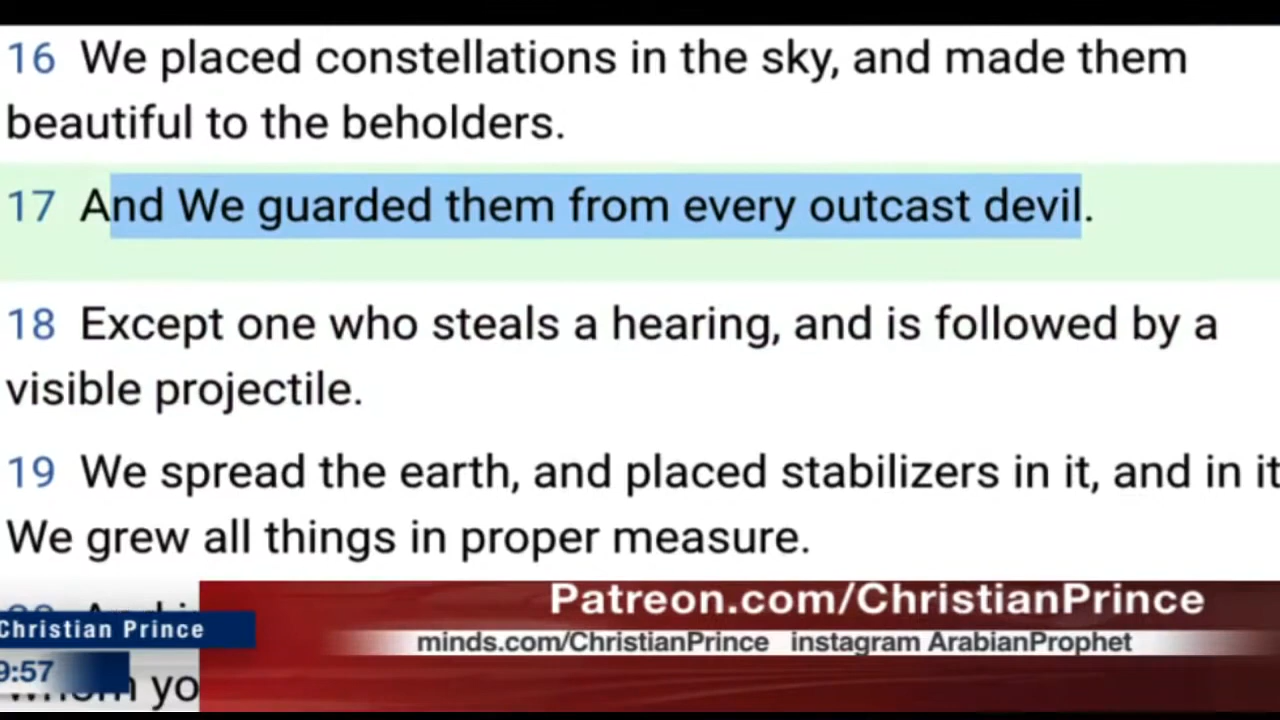 16 We placed constellations in the sky, and made them
beautiful to the beholders.
17 And We guarded them from every outcast devil.
18 Except one who steals a hearing, and is followed by a
visible projectile.
19 We spread the earth, and placed stabilizers in it, and in it
We grew all things in proper measure.
Patreon.com/ChristianPrince
Christian Prince
minds.com/ChristianPrince instagram ArabianProphet
9:57
yo